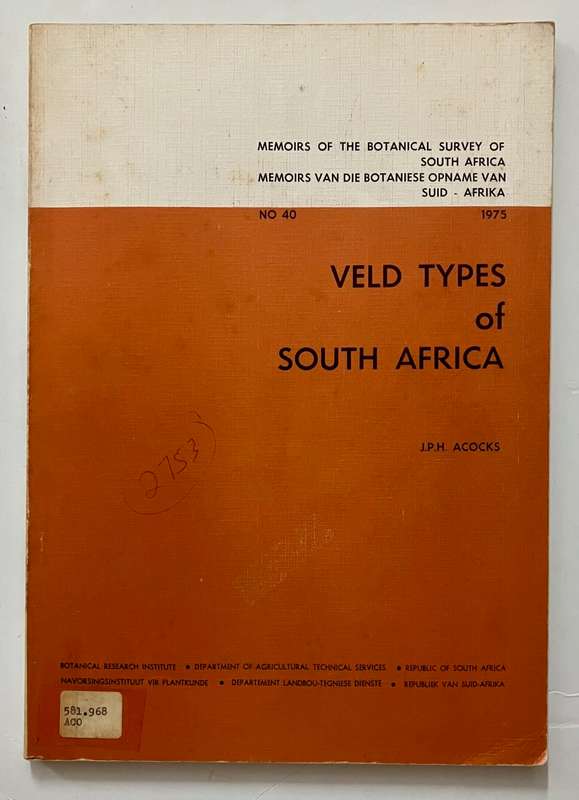 MEMOIRS OF THE BOTANICAL SURVEY OF
SOUTH AFRICA
MEMOIRS VAN DIE BOTANIESE OPNAME VAN
SUID - AFRIKA
NO 40 1975
VELD TYPES
of
SOUTH AFRICA
J.P.H. ACOCKS
2753
BOTANICAL RESEARCH INSTITUTE • DEPARTMENT OF AGRICULTURAL TECHNICAL SERVICES • REPUBLIC OF SOUTH AFRICA
NAVORSINGSINSTITUUT VIR PLANTKUNDE • DEPARTEMENT LANDBOU-TEGNIESE DIENSTE • REPUBLIEK VAN SUID-AFRIKA
581.968
ACO